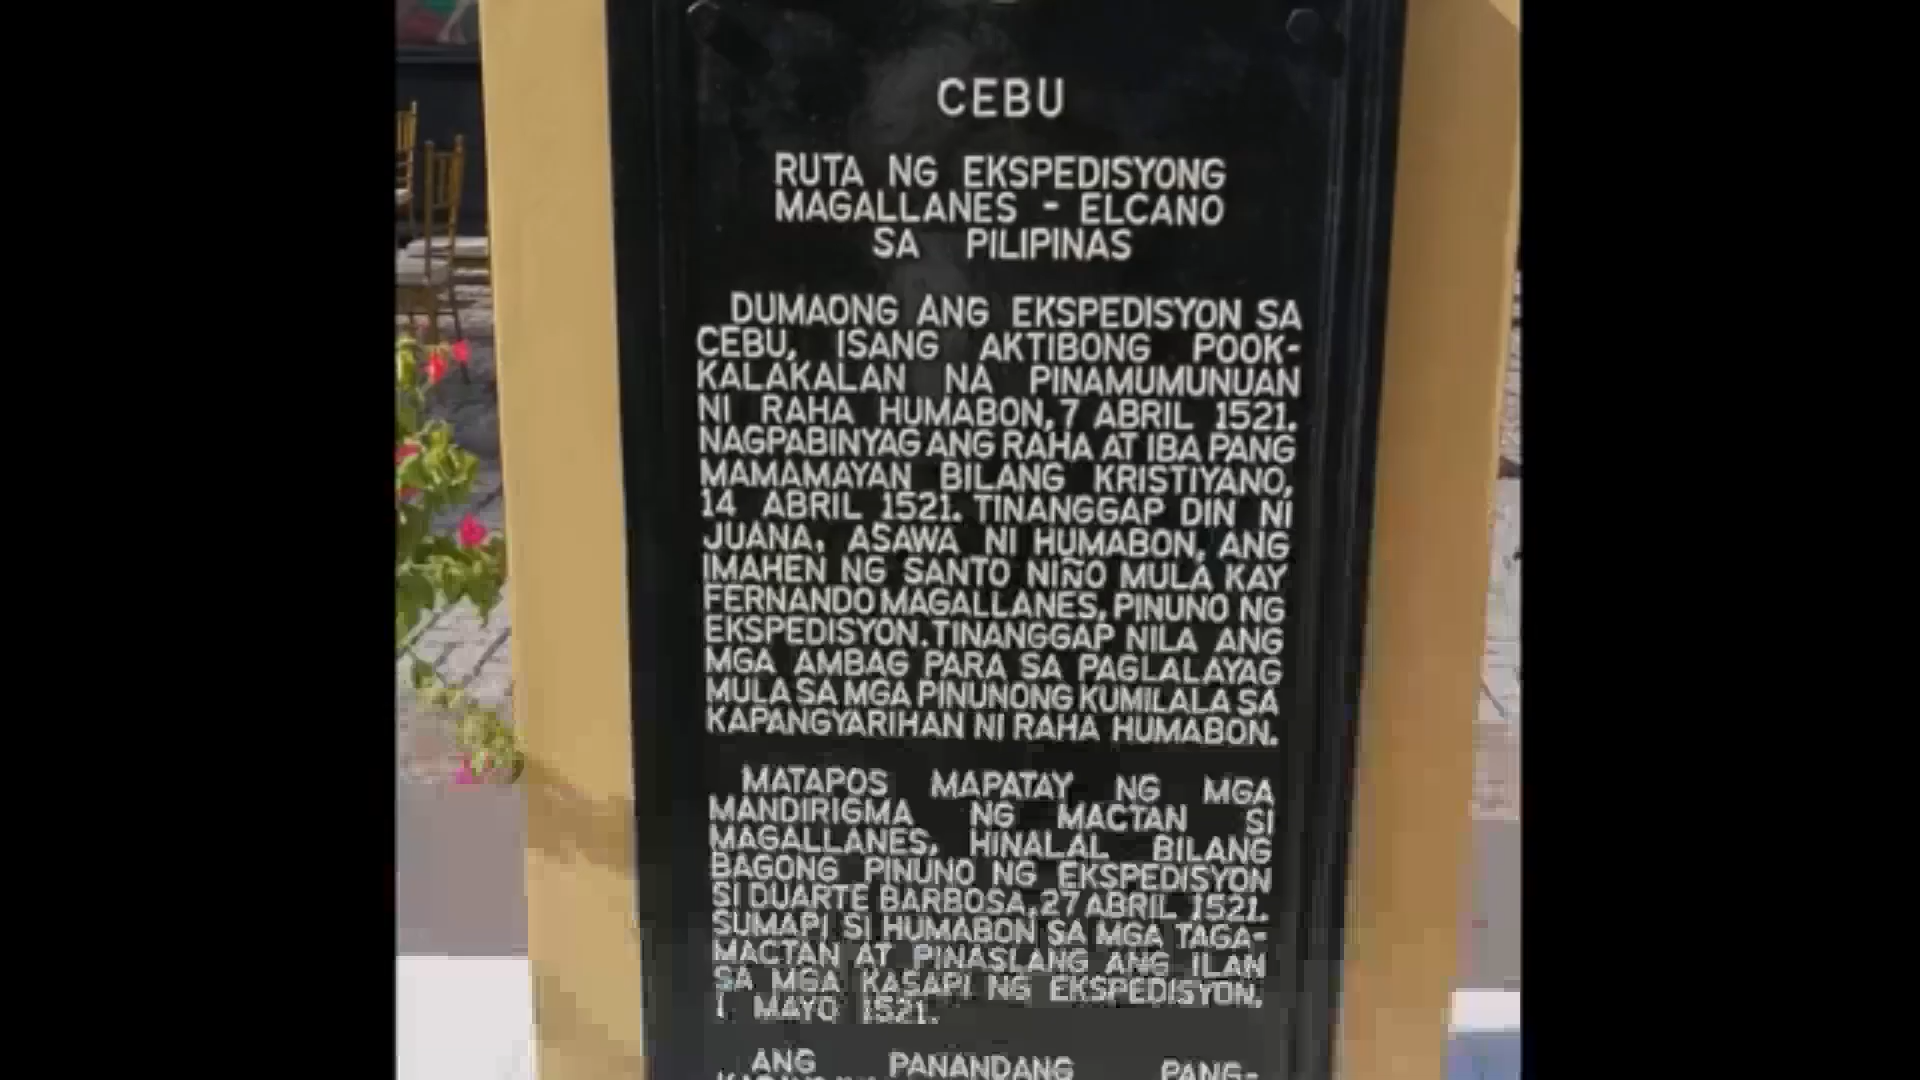 CEBU
RUTA NG EKSPEDISYONG
MAGALLANES - ELCANO
SA PILIPINAS
DUMAONG ANG EKSPEDISYON SA
CEBU, ISANG AKTIBONG POOK-
KALAKALAN NA PINAMUMUNUAN
NI RAHA HUMABON, 7 ABRIL 1521.
NAGPABINYAG ANG RAHA AT IBA PANG
MAMAMAYAN BILANG KRISTIYANO,
14 ABRIL 1521. TINANGGAP DIN NI
JUANA, ASAWA NI HUMABON, ANG
IMAHEN NG SANTO NIÑO MULA KAY
FERNANDO MAGALLANES, PINUNO NG
EKSPEDISYON. TINANGGAP NILA ANG
MGA AMBAG PARA SA PAGLALAYAG
MULA SA MGA PINUNONG KUMILALA SA
KAPANGYARIHAN NI RAHA HUMABON.
MATAPOS MAPATAY NG MGA
MANDIRIGMA NG MACTAN SI
MAGALLANES, HINALAL BILANG
BAGONG PINUNO NG EKSPEDISYON
SI DUARTE BARBOSA, 27 ABRIL 1521.
SUMAPI SI HUMABON SA MGA TAGA-
MACTAN AT PINASLANG ANG ILAN
SA MGA KASAPI NG EKSPEDISYON,
1 MAYO 1521.
ANG PANANDANG PANG-